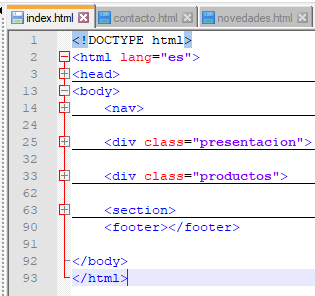 index.html contacto.html novedades.html
1 <!DOCTYPE html>
2 <html lang="es">
3 <head>
13 <body>
14 <nav>
24
25 <div class="presentacion">
32
33 <div class="productos">
62
63 <section>
90 <footer></footer>
91
92 </body>
93 </html>